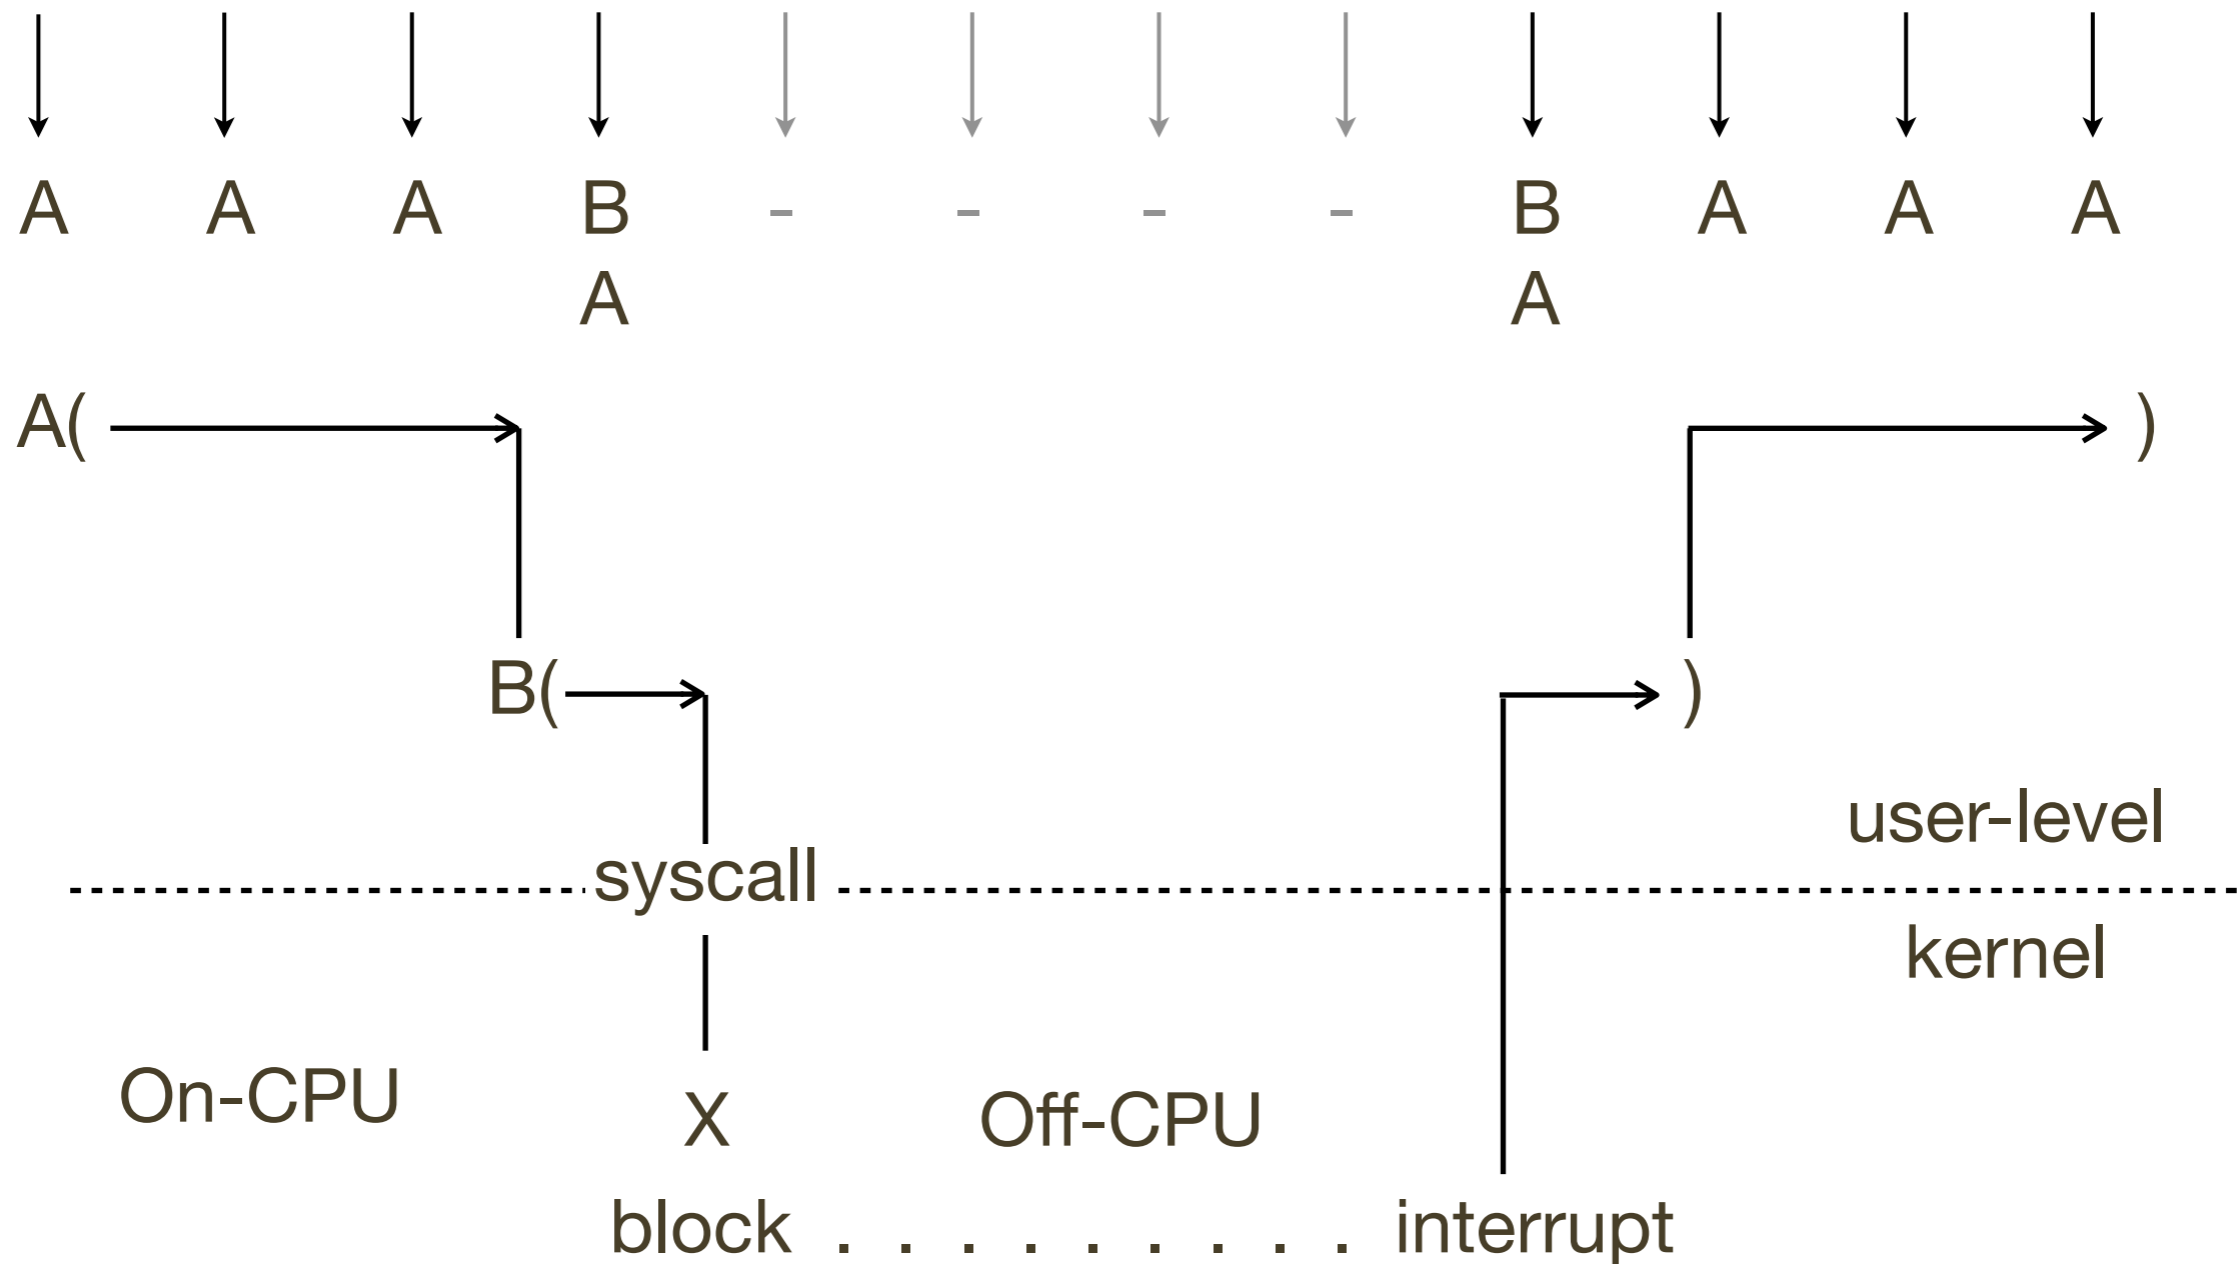 A A A B - - - - B A A A
A A
A( )
B( )
user-level
syscall
kernel
On-CPU X Off-CPU
block . . . . . . . . . interrupt